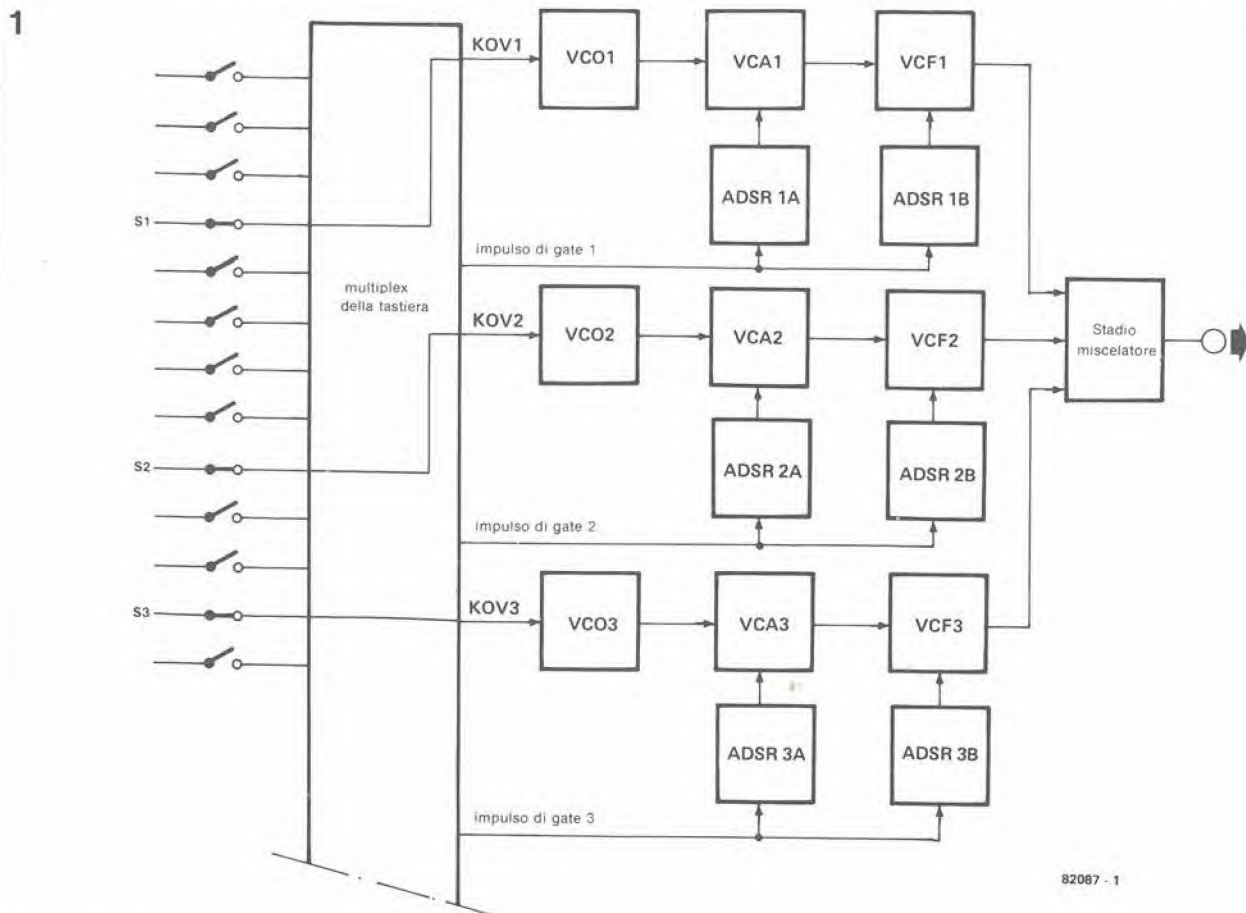 1
KOV1
VCO1
VCA1
VCF1
ADSR 1A
ADSR 1B
S1
impulso di gate 1
multiplex
della tastiera
KOV2
VCO2
VCA2
VCF2
Stadio
miscelatore
ADSR 2A
ADSR 2B
S2
impulso di gate 2
S3
KOV3
VCO3
VCA3
VCF3
ADSR 3A
ADSR 3B
impulso di gate 3
82087 - 1